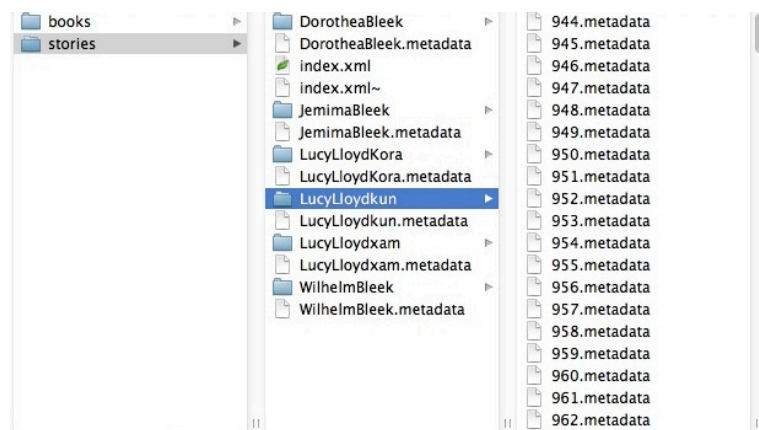 books
stories
DorotheaBleek
DorotheaBleek.metadata
index.xml
index.xml~
JemimaBleek
JemimaBleek.metadata
LucyLloydKora
LucyLloydKora.metadata
LucyLloydkun
LucyLloydkun.metadata
LucyLloydxam
LucyLloydxam.metadata
WilhelmBleek
WilhelmBleek.metadata
944.metadata
945.metadata
946.metadata
947.metadata
948.metadata
949.metadata
950.metadata
951.metadata
952.metadata
953.metadata
954.metadata
955.metadata
956.metadata
957.metadata
958.metadata
959.metadata
960.metadata
961.metadata
962.metadata